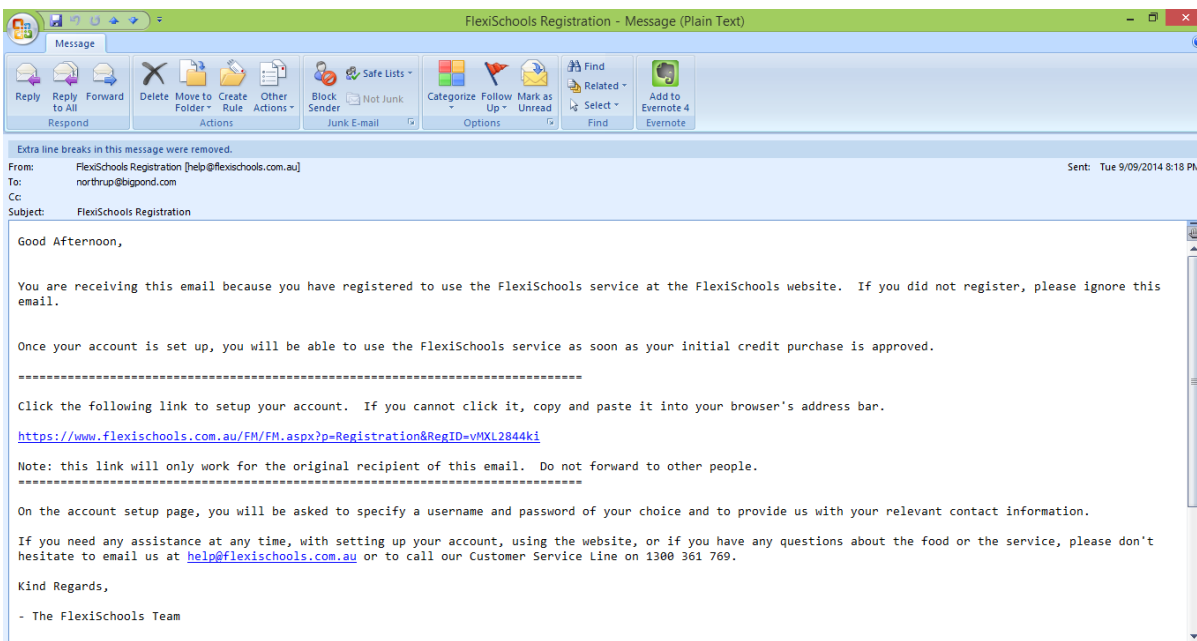 FlexiSchools Registration - Message (Plain Text)
Message
Reply
Reply to All
Forward
Respond
Delete
Move to Folder
Create Rule
Other Actions
Actions
Block Sender
Safe Lists
Not Junk
Junk E-mail
Categorize
Follow Up
Mark as Unread
Options
Find
Related
Select
Find
Add to Evernote 4
Evernote
Extra line breaks in this message were removed.
From: FlexiSchools Registration [help@flexischools.com.au]
Sent: Tue 9/09/2014 8:18 PM
To: northrup@bigpond.com
Cc:
Subject: FlexiSchools Registration
Good Afternoon,
You are receiving this email because you have registered to use the FlexiSchools service at the FlexiSchools website.  If you did not register, please ignore this
email.
Once your account is set up, you will be able to use the FlexiSchools service as soon as your initial credit purchase is approved.
================================================================================
Click the following link to setup your account.  If you cannot click it, copy and paste it into your browser's address bar.
https://www.flexischools.com.au/FM/FM.aspx?p=Registration&RegID=vMXL2844ki
Note: this link will only work for the original recipient of this email.  Do not forward to other people.
================================================================================
On the account setup page, you will be asked to specify a username and password of your choice and to provide us with your relevant contact information.
If you need any assistance at any time, with setting up your account, using the website, or if you have any questions about the food or the service, please don't
hesitate to email us at help@flexischools.com.au or to call our Customer Service Line on 1300 361 769.
Kind Regards,
- The FlexiSchools Team